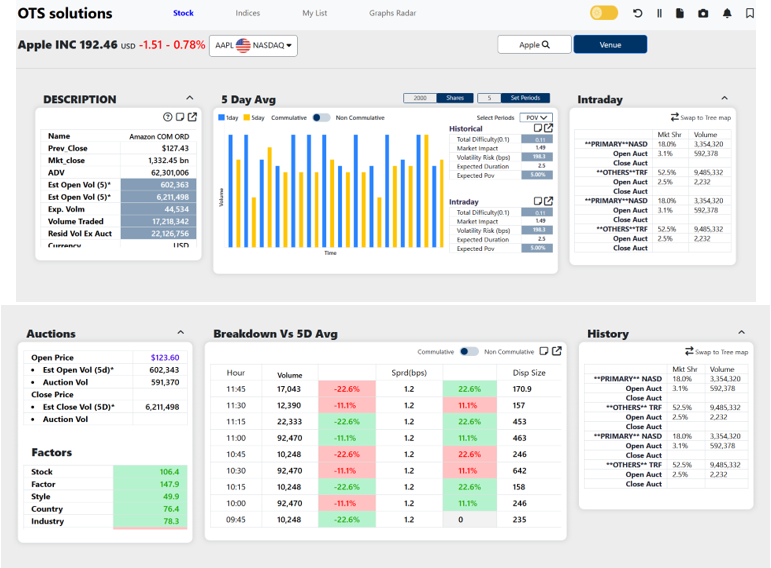 OTS solutions Stock Indices My List Graphs Radar
Apple INC 192.46 USD -1.51 - 0.78% AAPL NASDAQ Apple Venue
DESCRIPTION
Name Amazon COM ORD
Prev_Close $127.43
Mkt_close 1,332.45 bn
ADV 62,301,006
Est Open Vol (5)* 602,363
Est Open Vol (5)* 6,211,498
Exp. Volm 44,534
Volume Traded 17,218,342
Resid Vol Ex Auct 22,126,756
Currency USD
5 Day Avg 2000 Shares 5 Set Periods
1day 5day Commulative Non Commulative Select Periods POV
Volume
Time
Historical
Total Difficulty(0.1) 0.11
Market Impact 1.49
Volatility Risk (bps) 198.3
Expected Duration 2.5
Expected Pov 5.00%
Intraday
Total Difficulty(0.1) 0.11
Market Impact 1.49
Volatility Risk (bps) 198.3
Expected Duration 2.5
Expected Pov 5.00%
Intraday
Swap to Tree map
Mkt Shr Volume
**PRIMARY**NASD 18.0% 3,354,320
Open Auct 3.1% 592,378
Close Auct
**OTHERS**TRF 52.5% 9,485,332
Open Auct 2.5% 2,232
Close Auct
**PRIMARY**NASD 18.0% 3,354,320
Open Auct 3.1% 592,378
Close Auct
**OTHERS**TRF 52.5% 9,485,332
Open Auct 2.5% 2,232
Close Auct
Auctions
Open Price $123.60
• Est Open Vol (5d)* 602,343
• Auction Vol 591,370
Close Price
• Est Close Vol (5D)* 6,211,498
• Auction Vol
Factors
Stock 106.4
Factor 147.9
Style 49.9
Country 76.4
Industry 78.3
Breakdown Vs 5D Avg
Commulative Non Commulative
Hour Volume Sprd(bps) Disp Size
11:45 17,043 -22.6% 1.2 22.6% 170.9
11:30 12,390 -11.1% 1.2 11.1% 157
11:15 22,333 -22.6% 1.2 22.6% 453
11:00 92,470 -11.1% 1.2 11.1% 463
10:45 10,248 -22.6% 1.2 22.6% 246
10:30 92,470 -11.1% 1.2 11.1% 642
10:15 10,248 -22.6% 1.2 22.6% 158
10:00 92,470 -11.1% 1.2 11.1% 246
09:45 10,248 -22.6% 1.2 0 235
History
Swap to Tree map
Mkt Shr Volume
**PRIMARY** NASD 18.0% 3,354,320
Open Auct 3.1% 592,378
Close Auct
**OTHERS** TRF 52.5% 9,485,332
Open Auct 2.5% 2,232
Close Auct
**PRIMARY** NASD 18.0% 3,354,320
Open Auct 3.1% 592,378
Close Auct
**OTHERS** TRF 52.5% 9,485,332
Open Auct 2.5% 2,232
Close Auct